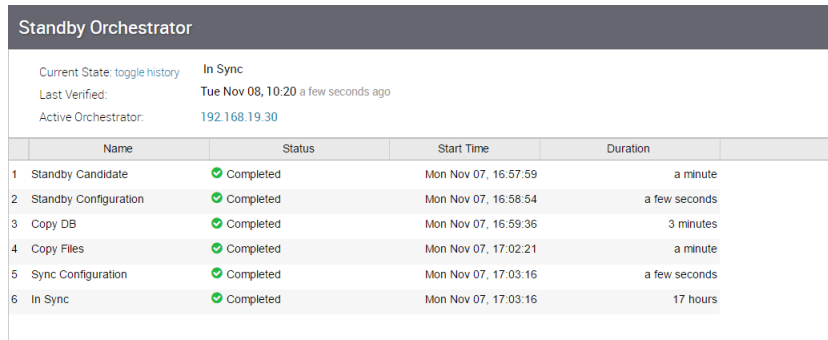 Standby Orchestrator
Current State: toggle history In Sync
Last Verified: Tue Nov 08, 10:20 a few seconds ago
Active Orchestrator: 192.168.19.30
Name Status Start Time Duration
1 Standby Candidate Completed Mon Nov 07, 16:57:59 a minute
2 Standby Configuration Completed Mon Nov 07, 16:58:54 a few seconds
3 Copy DB Completed Mon Nov 07, 16:59:36 3 minutes
4 Copy Files Completed Mon Nov 07, 17:02:21 a minute
5 Sync Configuration Completed Mon Nov 07, 17:03:16 a few seconds
6 In Sync Completed Mon Nov 07, 17:03:16 17 hours